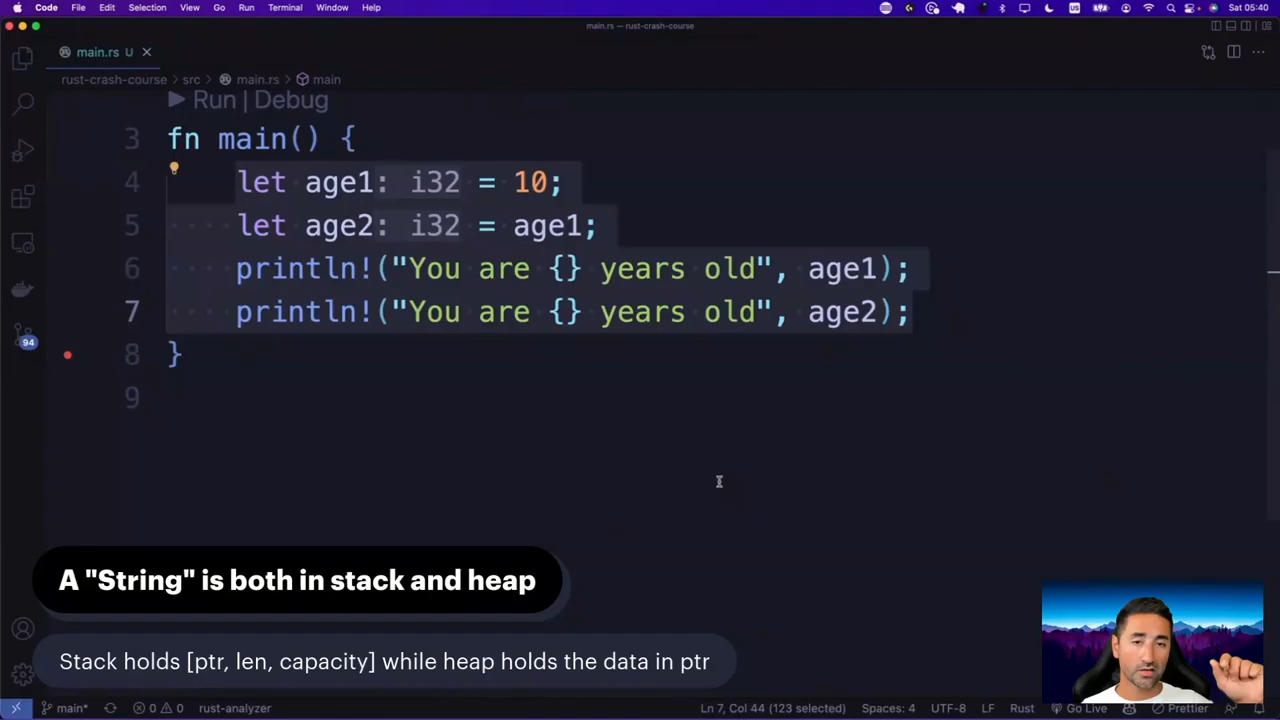 Code File Edit Selection View Go Run Terminal Window Help Sat 05:40
main.rs — rust-crash-course
main.rs U
rust-crash-course > src > main.rs > main
Run | Debug
3 fn main() {
4 let age1: i32 = 10;
5 let age2: i32 = age1;
6 println!("You are {} years old", age1);
7 println!("You are {} years old", age2);
8 }
9
94
A "String" is both in stack and heap
Stack holds [ptr, len, capacity] while heap holds the data in ptr
main* 0 0 rust-analyzer Ln 7, Col 44 (123 selected) Spaces: 4 UTF-8 LF Rust Go Live Prettier